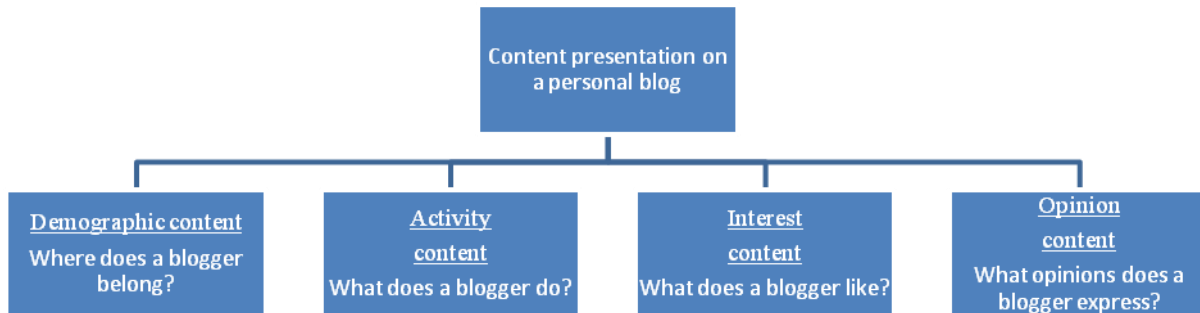 Content presentation on
a personal blog
Demographic content
Where does a blogger
belong?
Activity
content
What does a blogger do?
Interest
content
What does a blogger like?
Opinion
content
What opinions does a
blogger express?